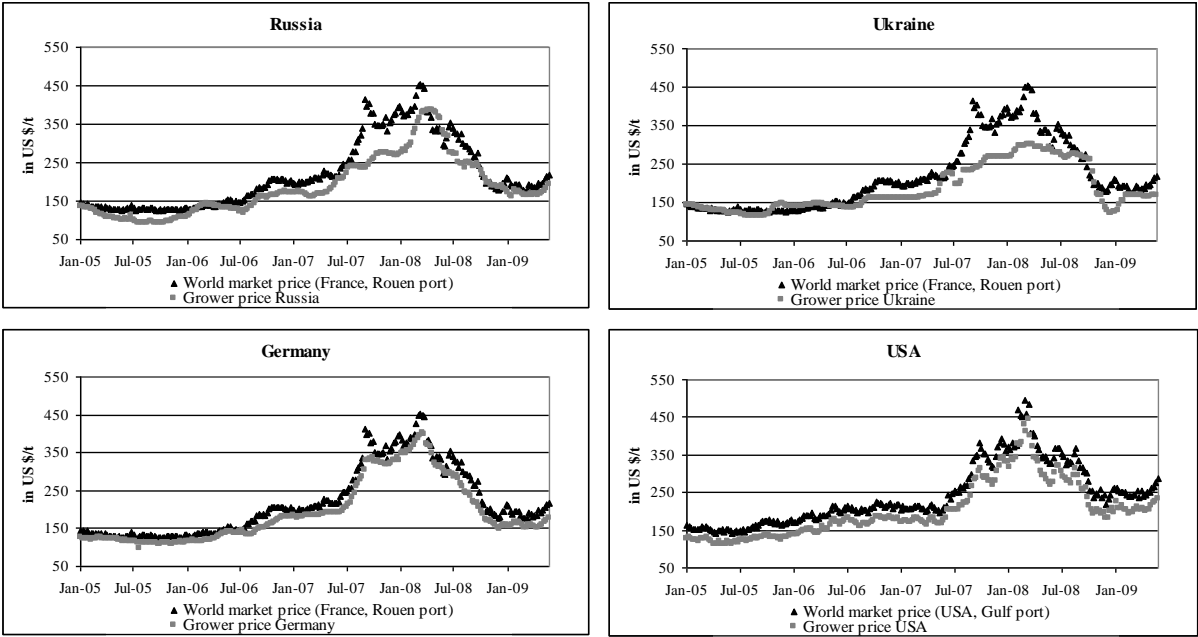 Russia
in US $/t
550
450
350
250
150
50
Jan-05 Jul-05 Jan-06 Jul-06 Jan-07 Jul-07 Jan-08 Jul-08 Jan-09
World market price (France, Rouen port)
Grower price Russia
Ukraine
in US $/t
550
450
350
250
150
50
Jan-05 Jul-05 Jan-06 Jul-06 Jan-07 Jul-07 Jan-08 Jul-08 Jan-09
World market price (France, Rouen port)
Grower price Ukraine
Germany
in US $/t
550
450
350
250
150
50
Jan-05 Jul-05 Jan-06 Jul-06 Jan-07 Jul-07 Jan-08 Jul-08 Jan-09
World market price (France, Rouen port)
Grower price Germany
USA
in US $/t
550
450
350
250
150
50
Jan-05 Jul-05 Jan-06 Jul-06 Jan-07 Jul-07 Jan-08 Jul-08 Jan-09
World market price (USA, Gulf port)
Grower price USA